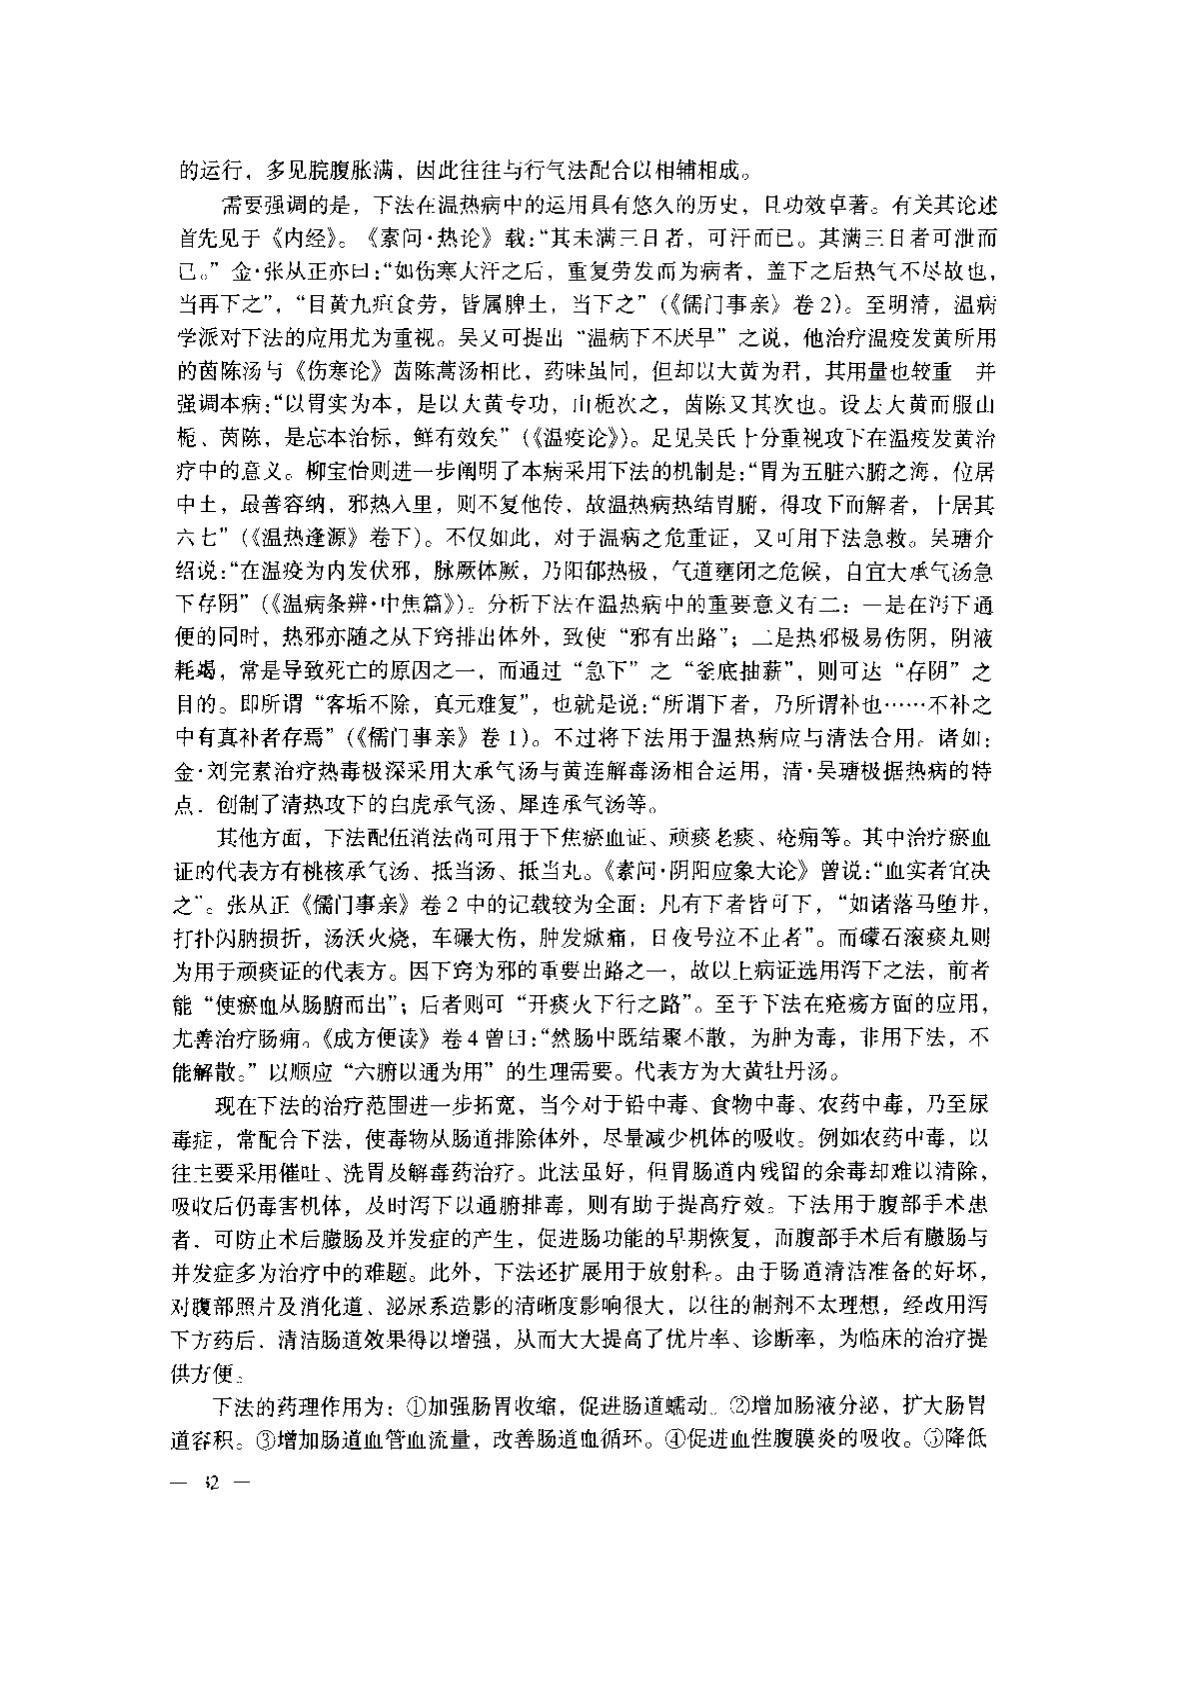 的运行，多见脘腹胀满，因此往往与行气法配合以相辅相成。
需要强调的是，下法在温热病中的运用具有悠久的历史，且功效卓著。有关其论述
首先见于《内经》。《素问·热论》载：“其未满三日者，可汗而已。其满三日者可泄而
已。”金·张从正亦曰：“如伤寒大汗之后，重复劳发而为病者，盖下之后热气不尽故也，
当再下之”，“目黄九疸食劳，皆属脾土，当下之”（《儒门事亲》卷2）。至明清，温病
学派对下法的应用尤为重视。吴又可提出“温病下不厌早”之说，他治疗温疫发黄所用
的茵陈汤与《伤寒论》茵陈蒿汤相比，药味虽同，但却以大黄为君，其用量也较重 并
强调本病：“以胃实为本，是以大黄专功，山栀次之，茵陈又其次也。设去大黄而服山
栀、茵陈，是忘本治标，鲜有效矣”（《温疫论》）。足见吴氏十分重视攻下在温疫发黄治
疗中的意义。柳宝怡则进一步阐明了本病采用下法的机制是：“胃为五脏六腑之海，位居
中土，最善容纳，邪热入里，则不复他传，故温热病热结胃腑，得攻下而解者，十居其
六七”（《温热逢源》卷下）。不仅如此，对于温病之危重证，又可用下法急救。吴瑭介
绍说：“在温疫为内发伏邪，脉厥体厥，乃阳郁热极，气道壅闭之危候，自宜大承气汤急
下存阴”（《温病条辨·中焦篇》）。分析下法在温热病中的重要意义有二：一是在泻下通
便的同时，热邪亦随之从下窍排出体外，致使“邪有出路”；二是热邪极易伤阴，阴液
耗竭，常是导致死亡的原因之一，而通过“急下”之“釜底抽薪”，则可达“存阴”之
目的。即所谓“客垢不除，真元难复”，也就是说：“所谓下者，乃所谓补也……不补之
中有真补者存焉”（《儒门事亲》卷1）。不过将下法用于温热病应与清法合用。诸如：
金·刘完素治疗热毒极深采用大承气汤与黄连解毒汤相合运用，清·吴瑭极据热病的特
点．创制了清热攻下的白虎承气汤、犀连承气汤等。
其他方面，下法配伍消法尚可用于下焦瘀血证、顽痰老痰、疮痈等。其中治疗瘀血
证的代表方有桃核承气汤、抵当汤、抵当丸。《素问·阴阳应象大论》曾说：“血实者宜决
之”。张从正《儒门事亲》卷2中的记载较为全面：凡有下者皆可下，“如诸落马堕井，
打扑闪肭损折，汤沃火烧，车碾大伤，肿发焮痛，日夜号泣不止者”。而礞石滚痰丸则
为用于顽痰证的代表方。因下窍为邪的重要出路之一，故以上病证选用泻下之法，前者
能“使瘀血从肠腑而出”；后者则可“开痰火下行之路”。至于下法在疮疡方面的应用，
尤善治疗肠痈。《成方便读》卷4曾曰：“然肠中既结聚不散，为肿为毒，非用下法，不
能解散。”以顺应“六腑以通为用”的生理需要。代表方为大黄牡丹汤。
现在下法的治疗范围进一步拓宽，当今对于铅中毒、食物中毒、农药中毒，乃至尿
毒症，常配合下法，使毒物从肠道排除体外，尽量减少机体的吸收。例如农药中毒，以
往主要采用催吐、洗胃及解毒药治疗。此法虽好，但胃肠道内残留的余毒却难以清除，
吸收后仍毒害机体，及时泻下以通腑排毒，则有助于提高疗效。下法用于腹部手术患
者．可防止术后臌肠及并发症的产生，促进肠功能的早期恢复，而腹部手术后有臌肠与
并发症多为治疗中的难题。此外，下法还扩展用于放射科。由于肠道清洁准备的好坏，
对腹部照片及消化道、泌尿系造影的清晰度影响很大，以往的制剂不太理想，经改用泻
下方药后．清洁肠道效果得以增强，从而大大提高了优片率、诊断率，为临床的治疗提
供方便。
下法的药理作用为：①加强肠胃收缩，促进肠道蠕动。②增加肠液分泌，扩大肠胃
道容积。③增加肠道血管血流量，改善肠道血循环。④促进血性腹膜炎的吸收。⑤降低
— 32 —